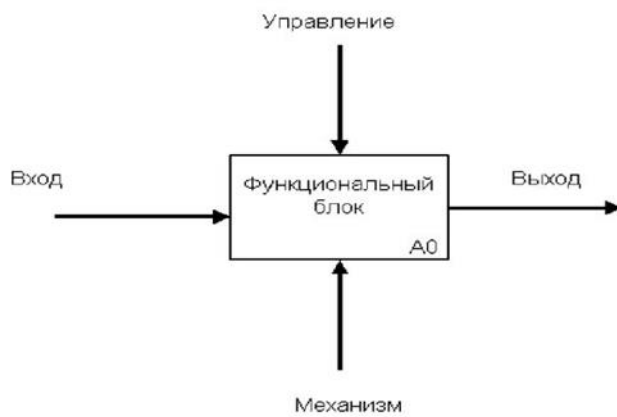 Управление
Вход
Функциональный
блок
Выход
A0
Механизм